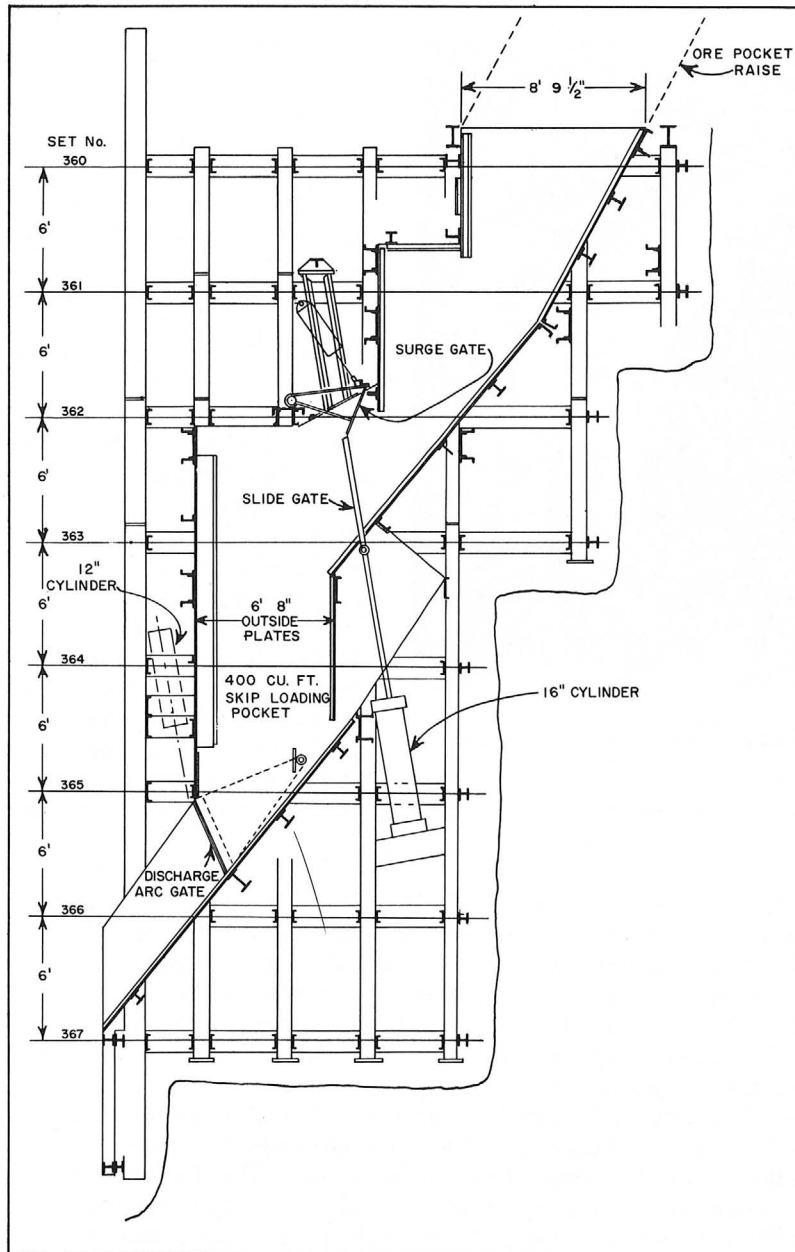 ORE POCKET
RAISE
8' 9 ½"
SET No.
360
6'
361
6'
SURGE GATE
362
6'
SLIDE GATE
363
12"
CYLINDER
6'
6' 8"
OUTSIDE
PLATES
364
400 CU. FT.
SKIP LOADING
POCKET
16" CYLINDER
6'
365
6'
DISCHARGE
ARC GATE
366
6'
367